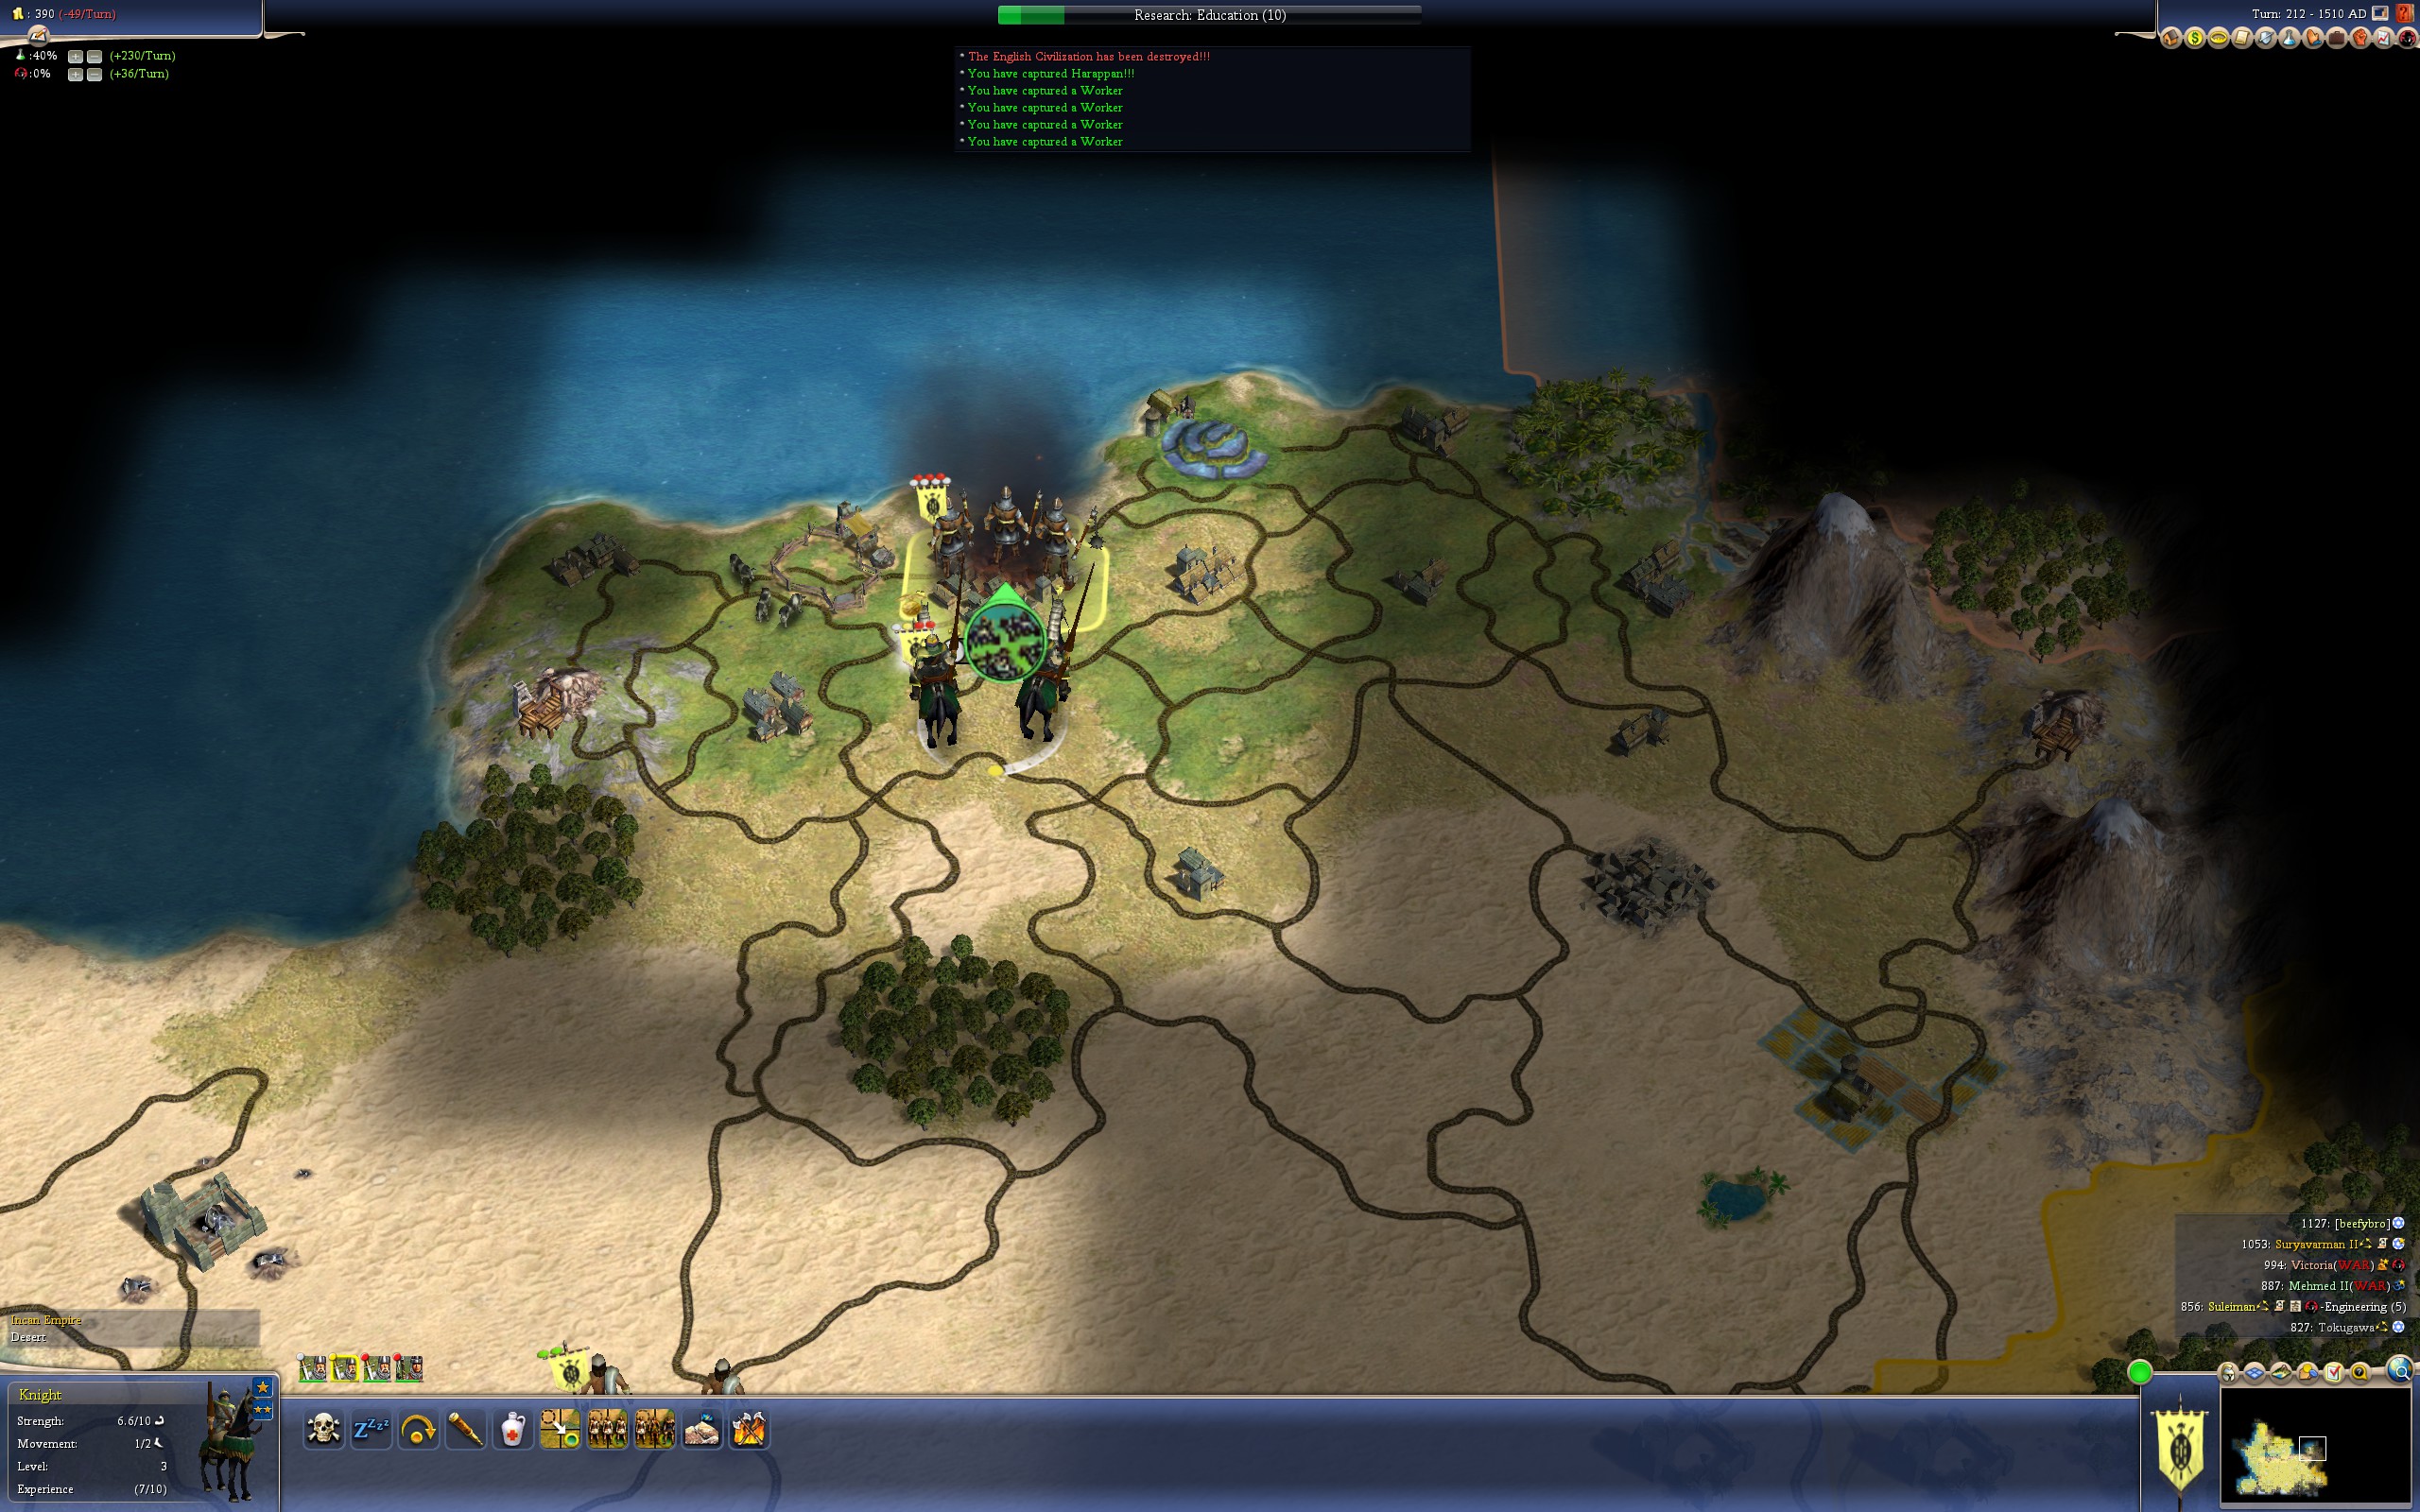 : 390 (-49/Turn)
Research: Education (10)
Turn: 212 - 1510 AD
:40% (+230/Turn)
:0% (+36/Turn)
* The English Civilization has been destroyed!!!
* You have captured Harappan!!!
* You have captured a Worker
* You have captured a Worker
* You have captured a Worker
* You have captured a Worker
1127: [beefybro]
1053: Suryavarman II
994: Victoria(WAR)
887: Mehmed II(WAR)
856: Suleiman -Engineering (5)
827: Tokugawa
Incan Empire
Desert
Knight
Strength: 6.6/10
Movement: 1/2
Level: 3
Experience (7/10)
ZZZzz